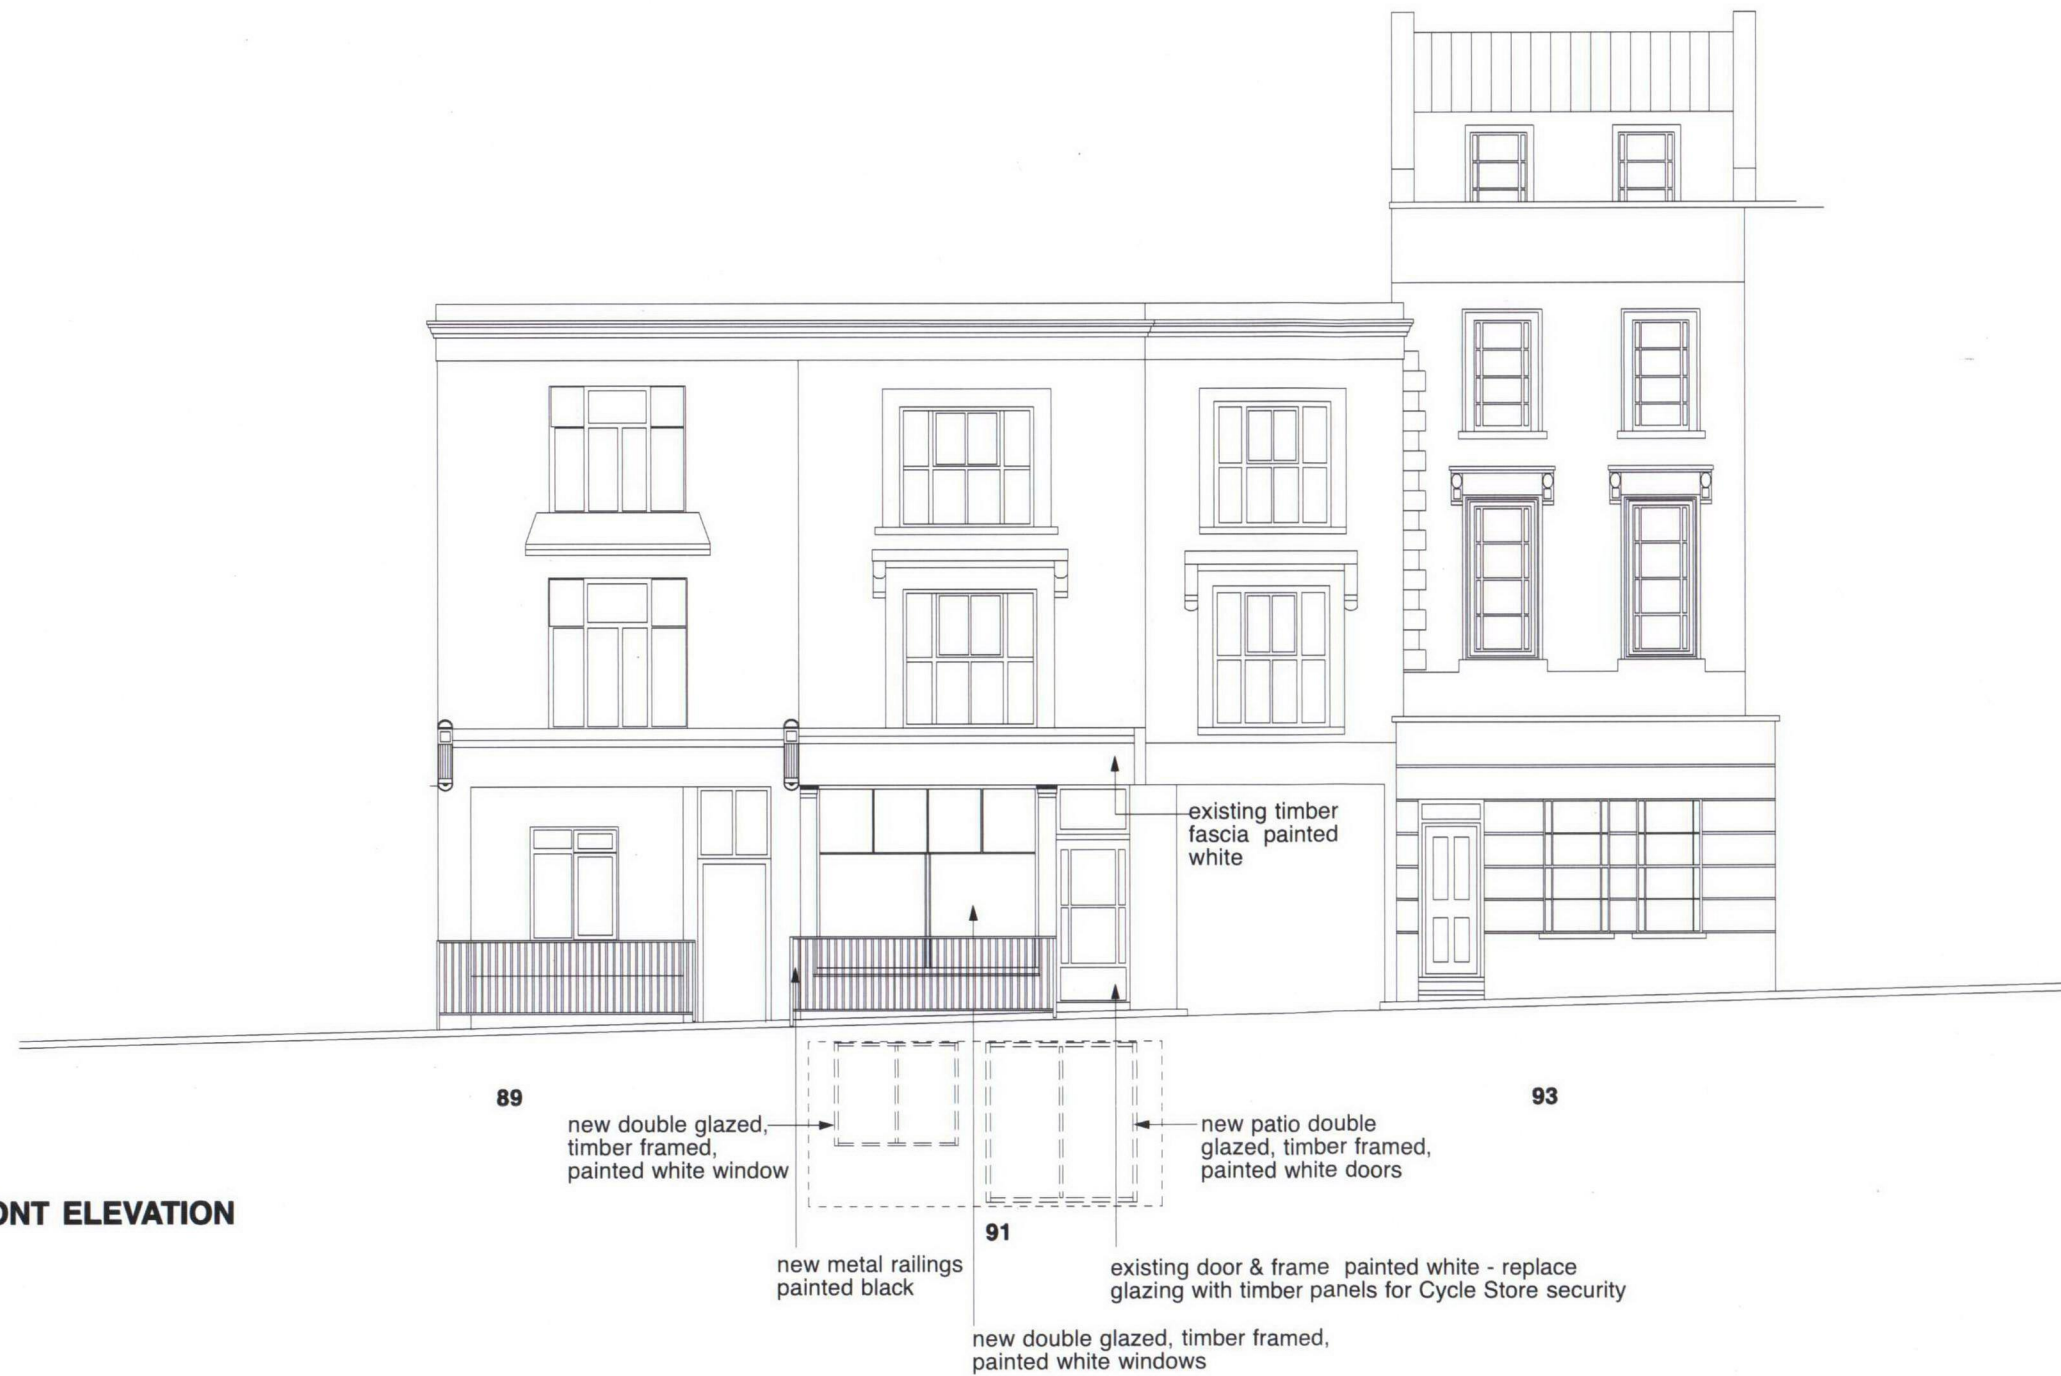 existing timber
fascia painted
white
89
93
new double glazed,
timber framed,
painted white window
new patio double
glazed, timber framed,
painted white doors
ONT ELEVATION
91
new metal railings
painted black
existing door & frame painted white - replace
glazing with timber panels for Cycle Store security
new double glazed, timber framed,
painted white windows